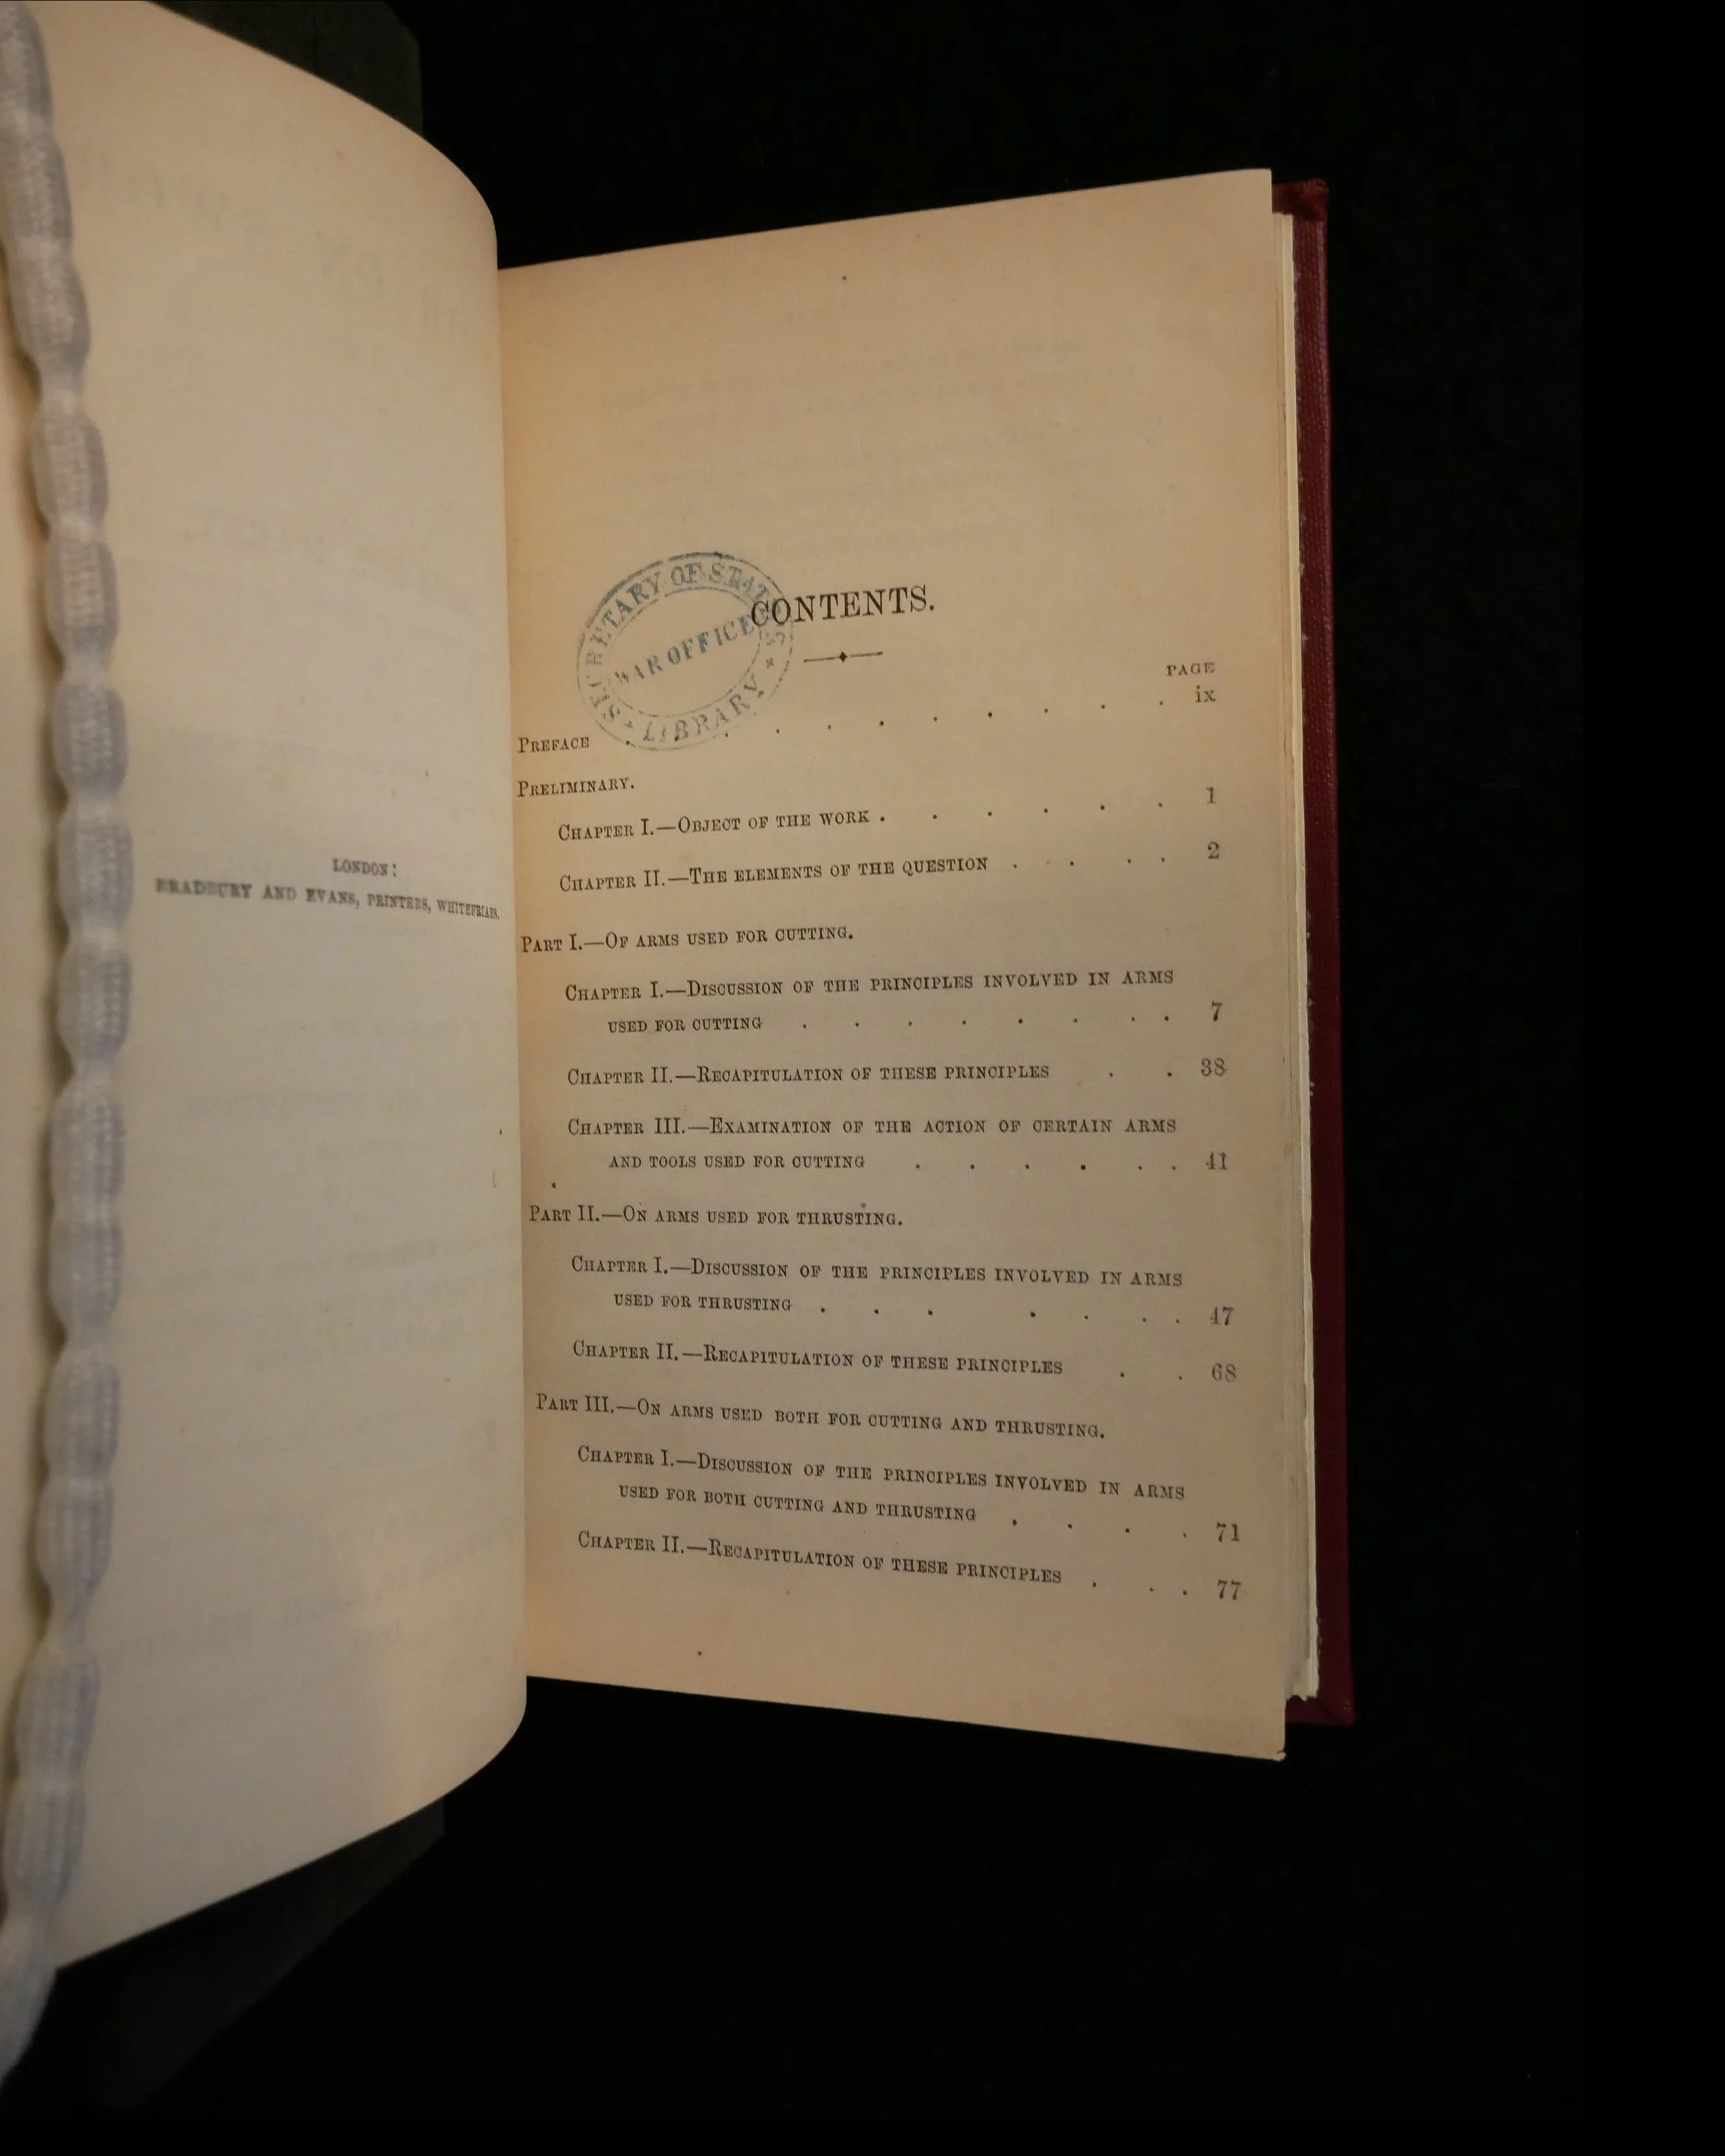 LONDON:
BRADBURY AND EVANS, PRINTERS, WHITEFRIARS.
SECRETARY OF STATE
WAR OFFICE
LIBRARY
CONTENTS.
PAGE
PREFACE . . . . . . . . . ix
PRELIMINARY.
CHAPTER I.—OBJECT OF THE WORK . . . . . . 1
CHAPTER II.—THE ELEMENTS OF THE QUESTION . . . . 2
PART I.—OF ARMS USED FOR CUTTING.
CHAPTER I.—DISCUSSION OF THE PRINCIPLES INVOLVED IN ARMS
USED FOR CUTTING . . . . . . . . 7
CHAPTER II.—RECAPITULATION OF THESE PRINCIPLES . . 38
CHAPTER III.—EXAMINATION OF THE ACTION OF CERTAIN ARMS
AND TOOLS USED FOR CUTTING . . . . . . 41
PART II.—ON ARMS USED FOR THRUSTING.
CHAPTER I.—DISCUSSION OF THE PRINCIPLES INVOLVED IN ARMS
USED FOR THRUSTING . . . . . . . 47
CHAPTER II.—RECAPITULATION OF THESE PRINCIPLES . . 68
PART III.—ON ARMS USED BOTH FOR CUTTING AND THRUSTING.
CHAPTER I.—DISCUSSION OF THE PRINCIPLES INVOLVED IN ARMS
USED FOR BOTH CUTTING AND THRUSTING . . . . 71
CHAPTER II.—RECAPITULATION OF THESE PRINCIPLES . . . 77